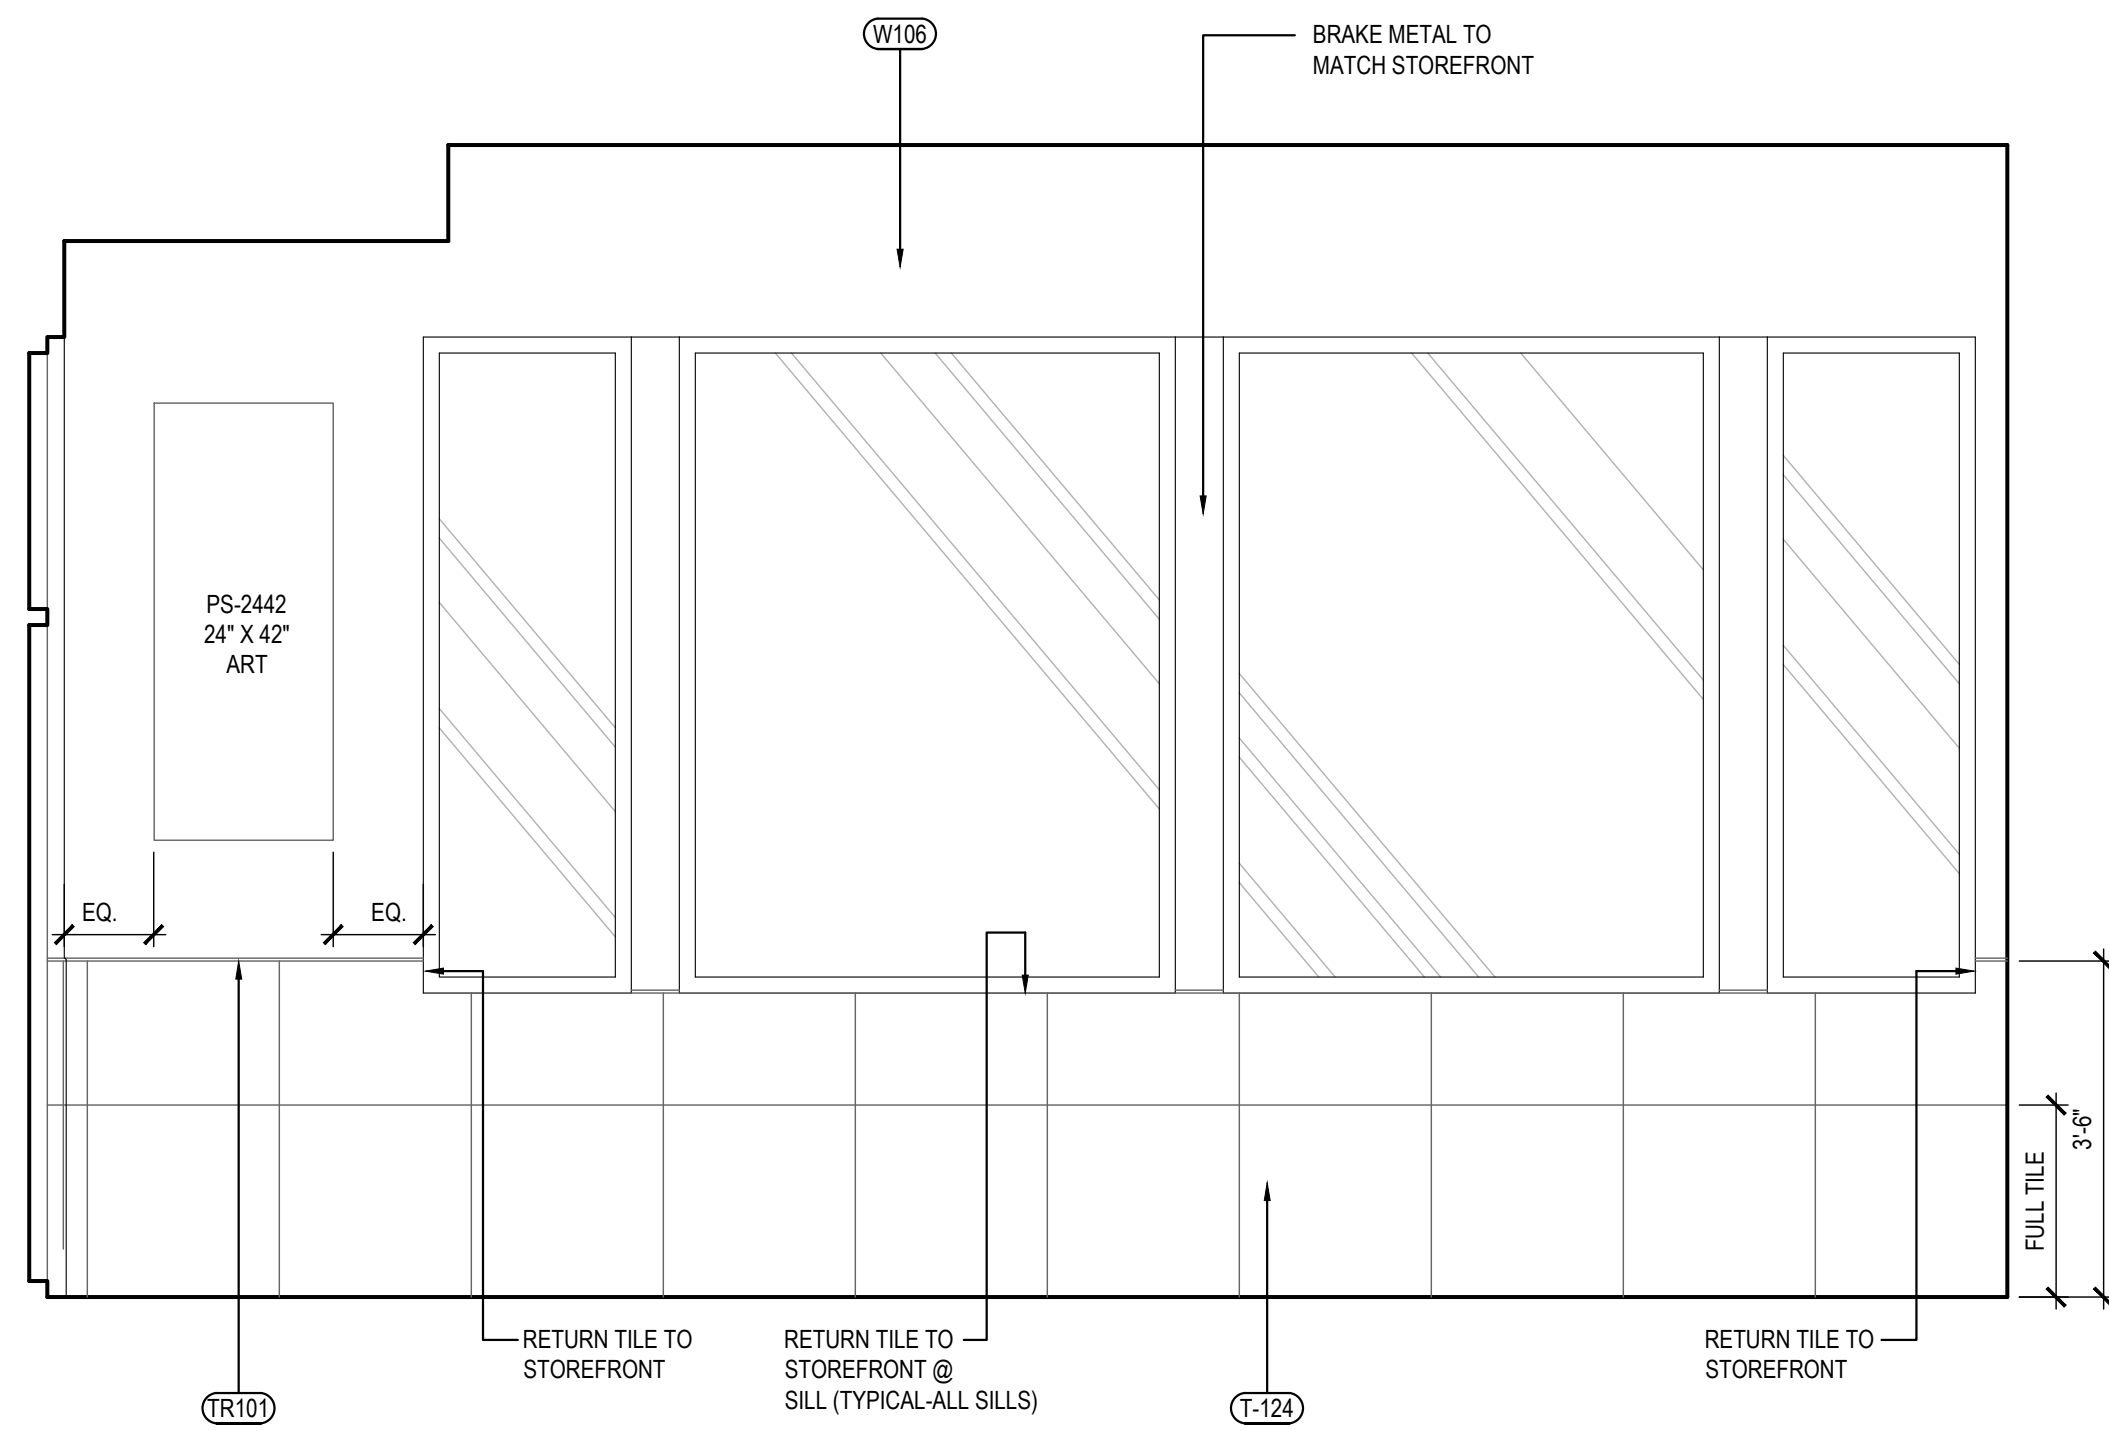 W106
BRAKE METAL TO
MATCH STOREFRONT
PS-2442
24" X 42"
ART
EQ.
EQ.
3'-6"
FULL TILE
RETURN TILE TO
STOREFRONT
RETURN TILE TO
STOREFRONT @
SILL (TYPICAL-ALL SILLS)
RETURN TILE TO
STOREFRONT
TR101
T-124